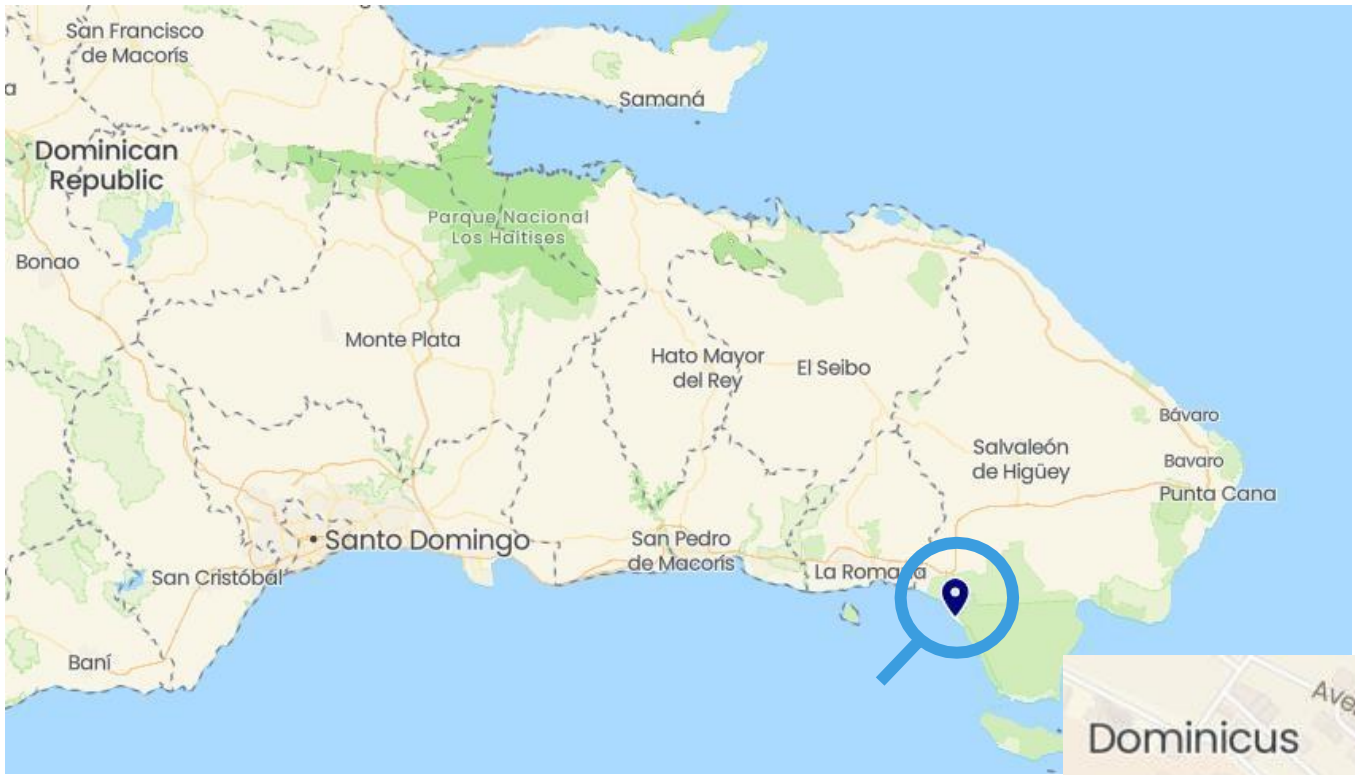 San Francisco
de Macorís
Samaná
Dominican
Republic
Parque Nacional
Los Haitises
Bonao
Monte Plata
Hato Mayor
del Rey
El Seibo
Bávaro
Salvaleón
de Higüey
Bavaro
Punta Cana
Santo Domingo
San Pedro
de Macorís
San Cristóbal
La Romana
Baní
Dominicus